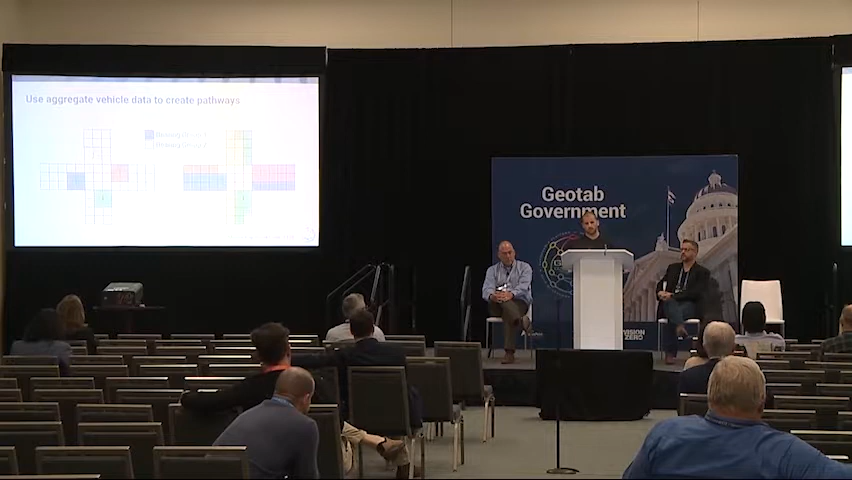 Use aggregate vehicle data to create pathways
Geotab
Government
VISION
ZERO